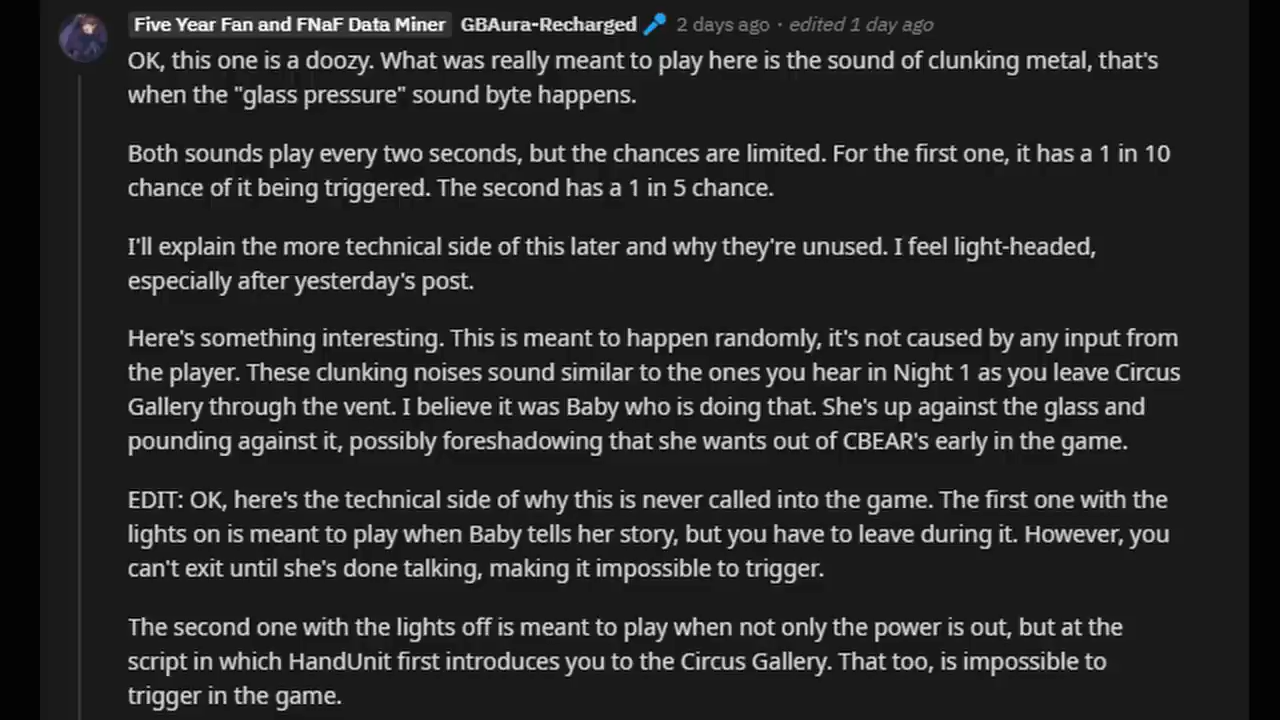 Five Year Fan and FNaF Data Miner GBAura-Recharged 2 days ago · edited 1 day ago
OK, this one is a doozy. What was really meant to play here is the sound of clunking metal, that's
when the "glass pressure" sound byte happens.
Both sounds play every two seconds, but the chances are limited. For the first one, it has a 1 in 10
chance of it being triggered. The second has a 1 in 5 chance.
I'll explain the more technical side of this later and why they're unused. I feel light-headed,
especially after yesterday's post.
Here's something interesting. This is meant to happen randomly, it's not caused by any input from
the player. These clunking noises sound similar to the ones you hear in Night 1 as you leave Circus
Gallery through the vent. I believe it was Baby who is doing that. She's up against the glass and
pounding against it, possibly foreshadowing that she wants out of CBEAR's early in the game.
EDIT: OK, here's the technical side of why this is never called into the game. The first one with the
lights on is meant to play when Baby tells her story, but you have to leave during it. However, you
can't exit until she's done talking, making it impossible to trigger.
The second one with the lights off is meant to play when not only the power is out, but at the
script in which HandUnit first introduces you to the Circus Gallery. That too, is impossible to
trigger in the game.